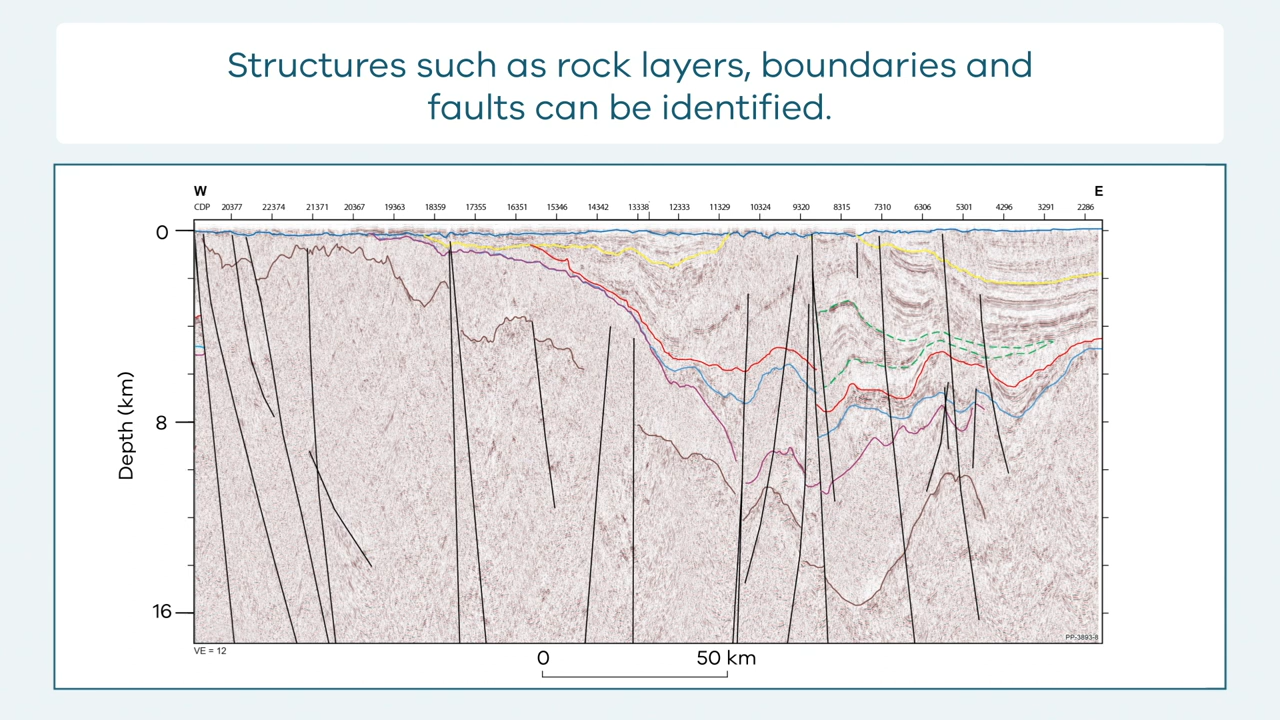 Structures such as rock layers, boundaries and
faults can be identified.
W E
CDP 20377 22374 21371 20367 19363 18359 17355 16351 15346 14342 13338 12333 11329 10324 9320 8315 7310 6306 5301 4296 3291 2286
0
Depth (km)
8
16
PP-3893-8
VE = 12
0 50 km